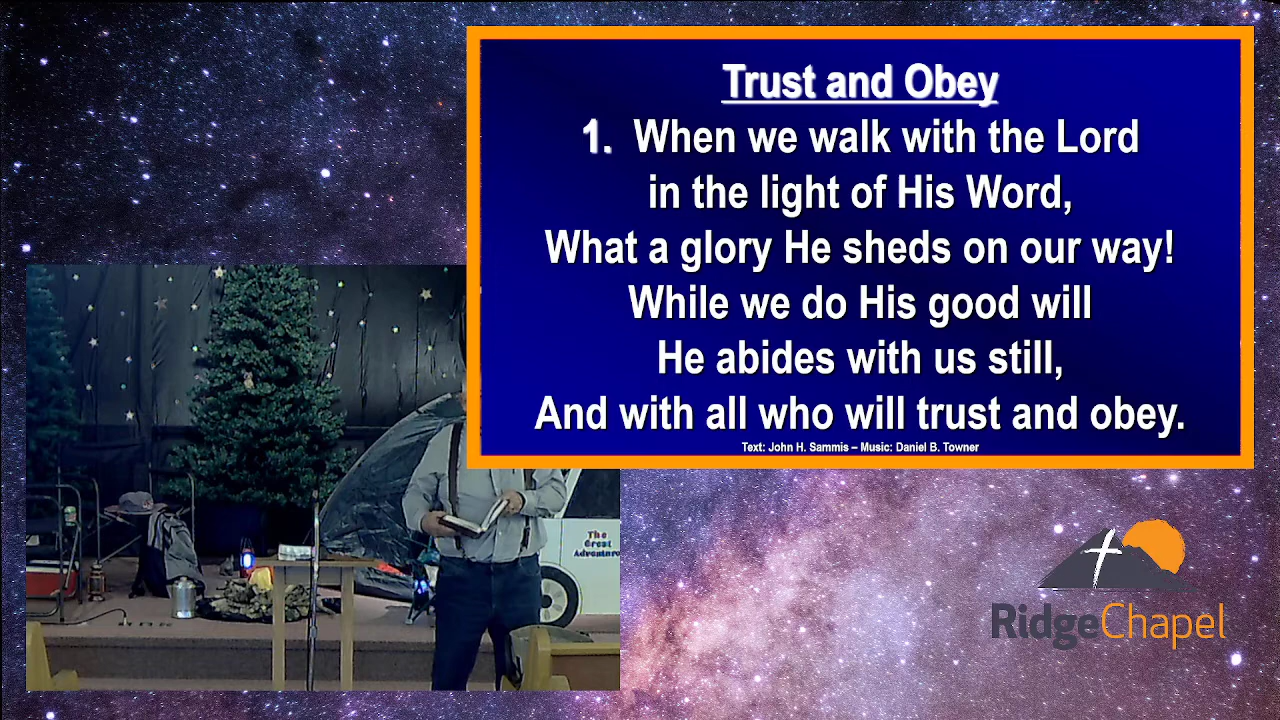 Trust and Obey
1. When we walk with the Lord
in the light of His Word,
What a glory He sheds on our way!
While we do His good will
He abides with us still,
And with all who will trust and obey.
Text: John H. Sammis – Music: Daniel B. Towner
The
Great
Adventure
RidgeChapel